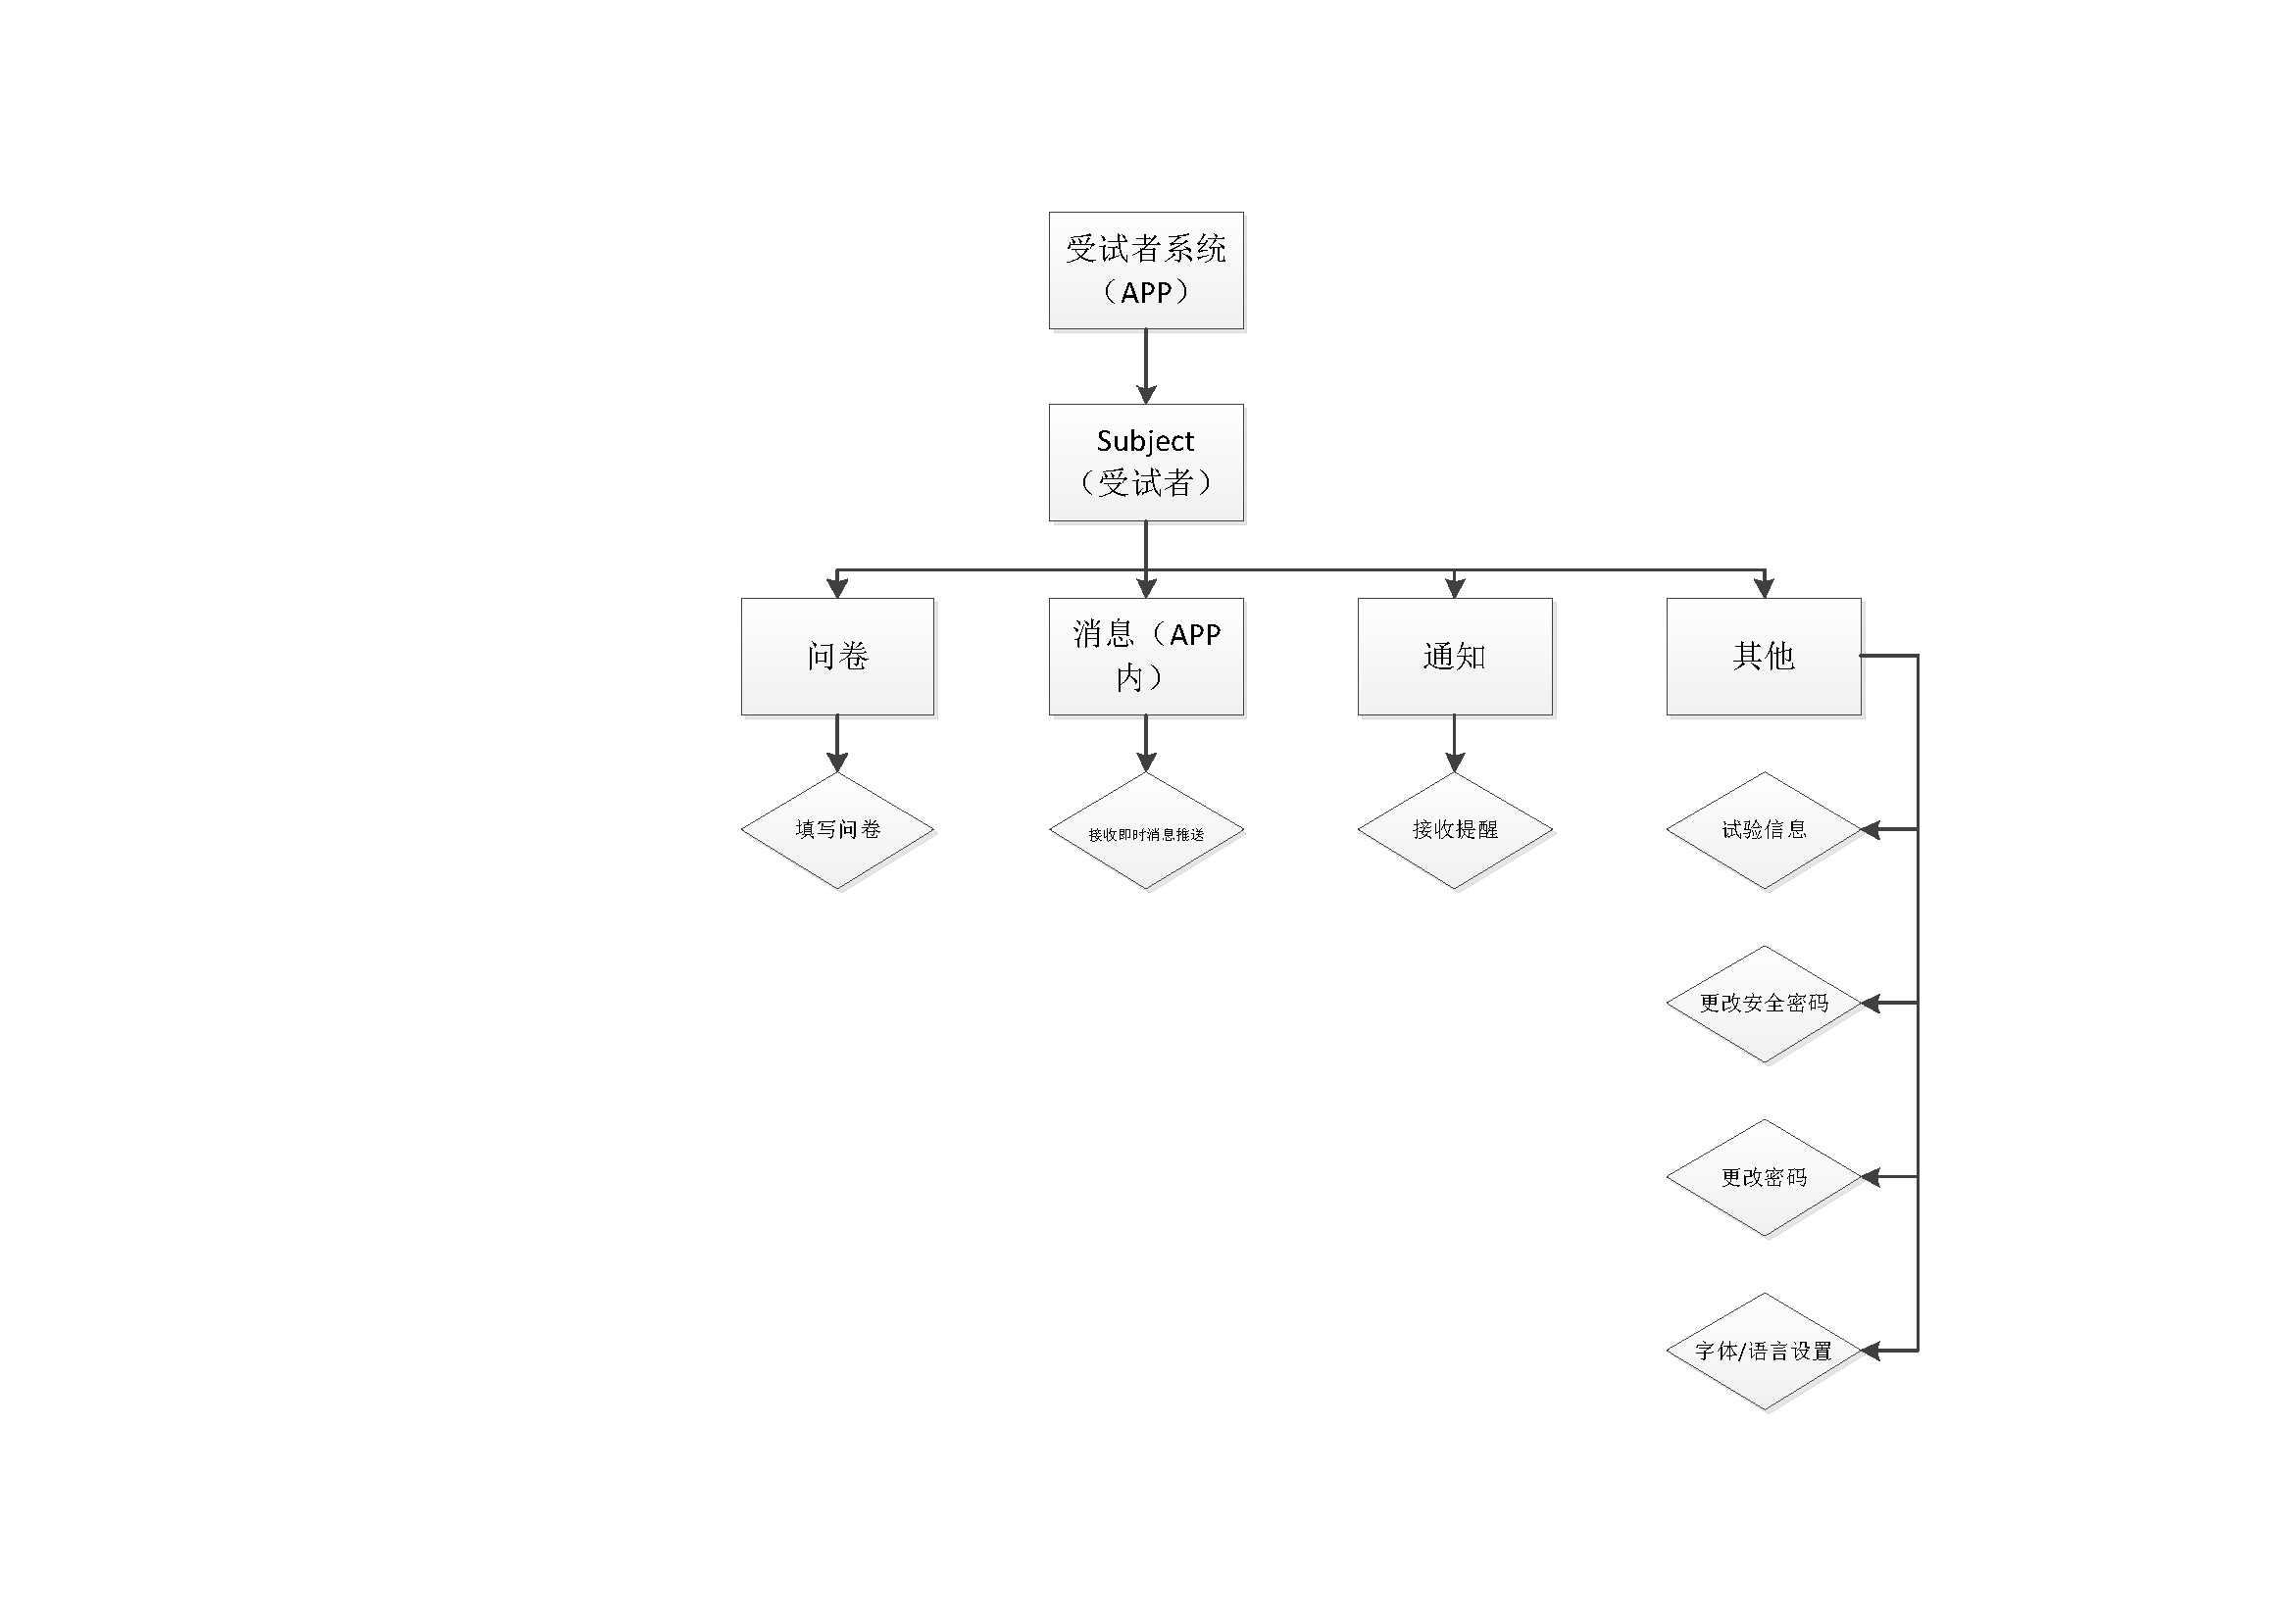 受试者系统
（APP）
Subject
（受试者）
问卷
消息（APP
内）
通知
其他
填写问卷
接收即时消息推送
接收提醒
试验信息
更改安全密码
更改密码
字体/语言设置